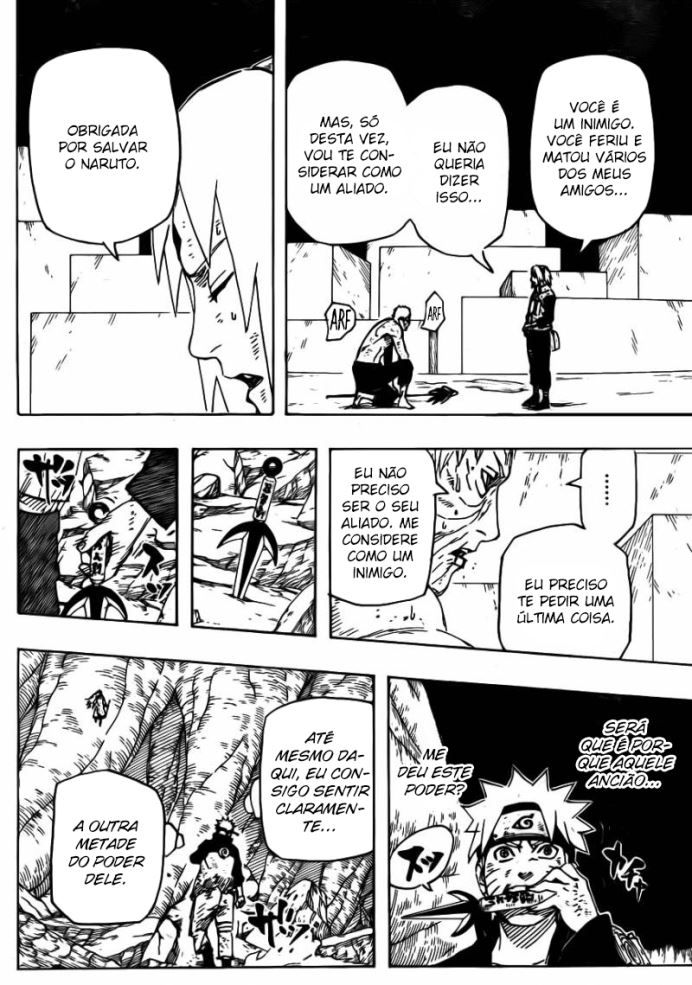 VOCÊ É
UM INIMIGO.
VOCÊ FERIU E
MATOU VÁRIOS
DOS MEUS
AMIGOS...
EU NÃO
QUERIA
DIZER
ISSO...
MAS, SÓ
DESTA VEZ,
VOU TE CON-
SIDERAR COMO
UM ALIADO.
ARF
ARF
OBRIGADA
POR SALVAR
O NARUTO.
........
EU PRECISO
TE PEDIR UMA
ÚLTIMA COISA.
EU NÃO
PRECISO
SER O SEU
ALIADO. ME
CONSIDERE
COMO UM
INIMIGO.
SERÁ
QUE É POR-
QUE AQUELE
ANCIÃO...
ME
DEU ESTE
PODER?
ATÉ
MESMO DA-
QUI, EU CON-
SIGO SENTIR
CLARAMEN-
TE...
A OUTRA
METADE
DO PODER
DELE.